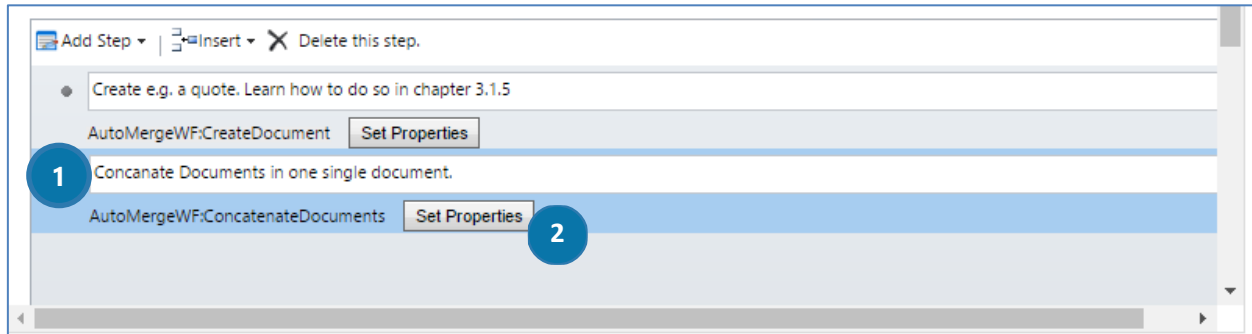 Add Step Insert Delete this step.
Create e.g. a quote. Learn how to do so in chapter 3.1.5
AutoMergeWF:CreateDocument Set Properties
1 Concanate Documents in one single document.
AutoMergeWF:ConcatenateDocuments Set Properties 2